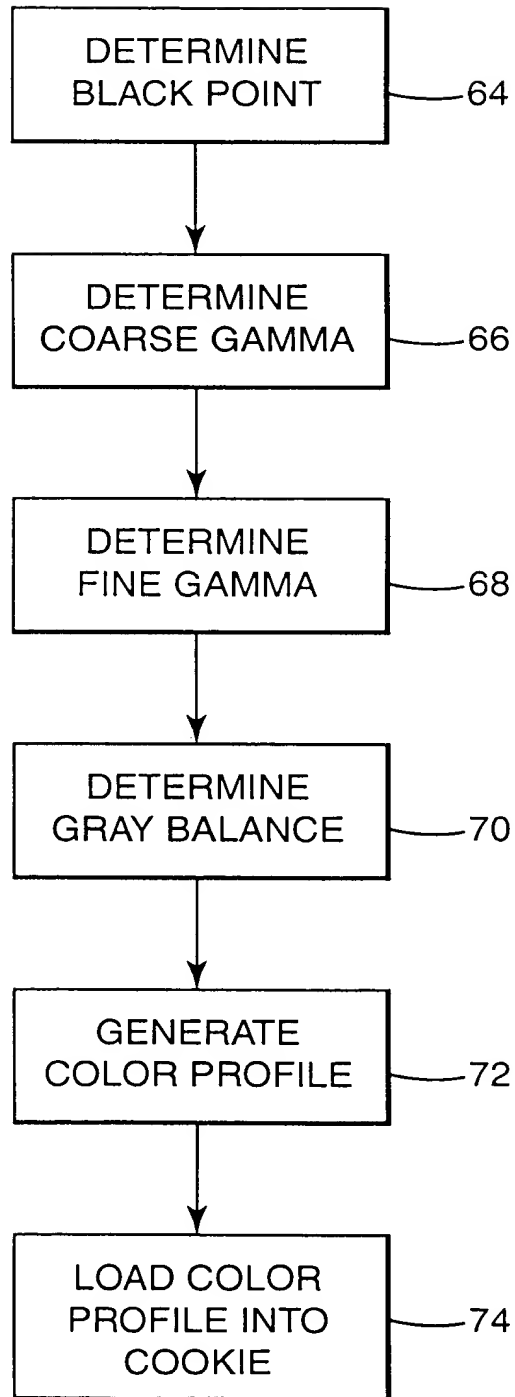 DETERMINE
BLACK POINT
64
DETERMINE
COARSE GAMMA
66
DETERMINE
FINE GAMMA
68
DETERMINE
GRAY BALANCE
70
GENERATE
COLOR PROFILE
72
LOAD COLOR
PROFILE INTO
COOKIE
74